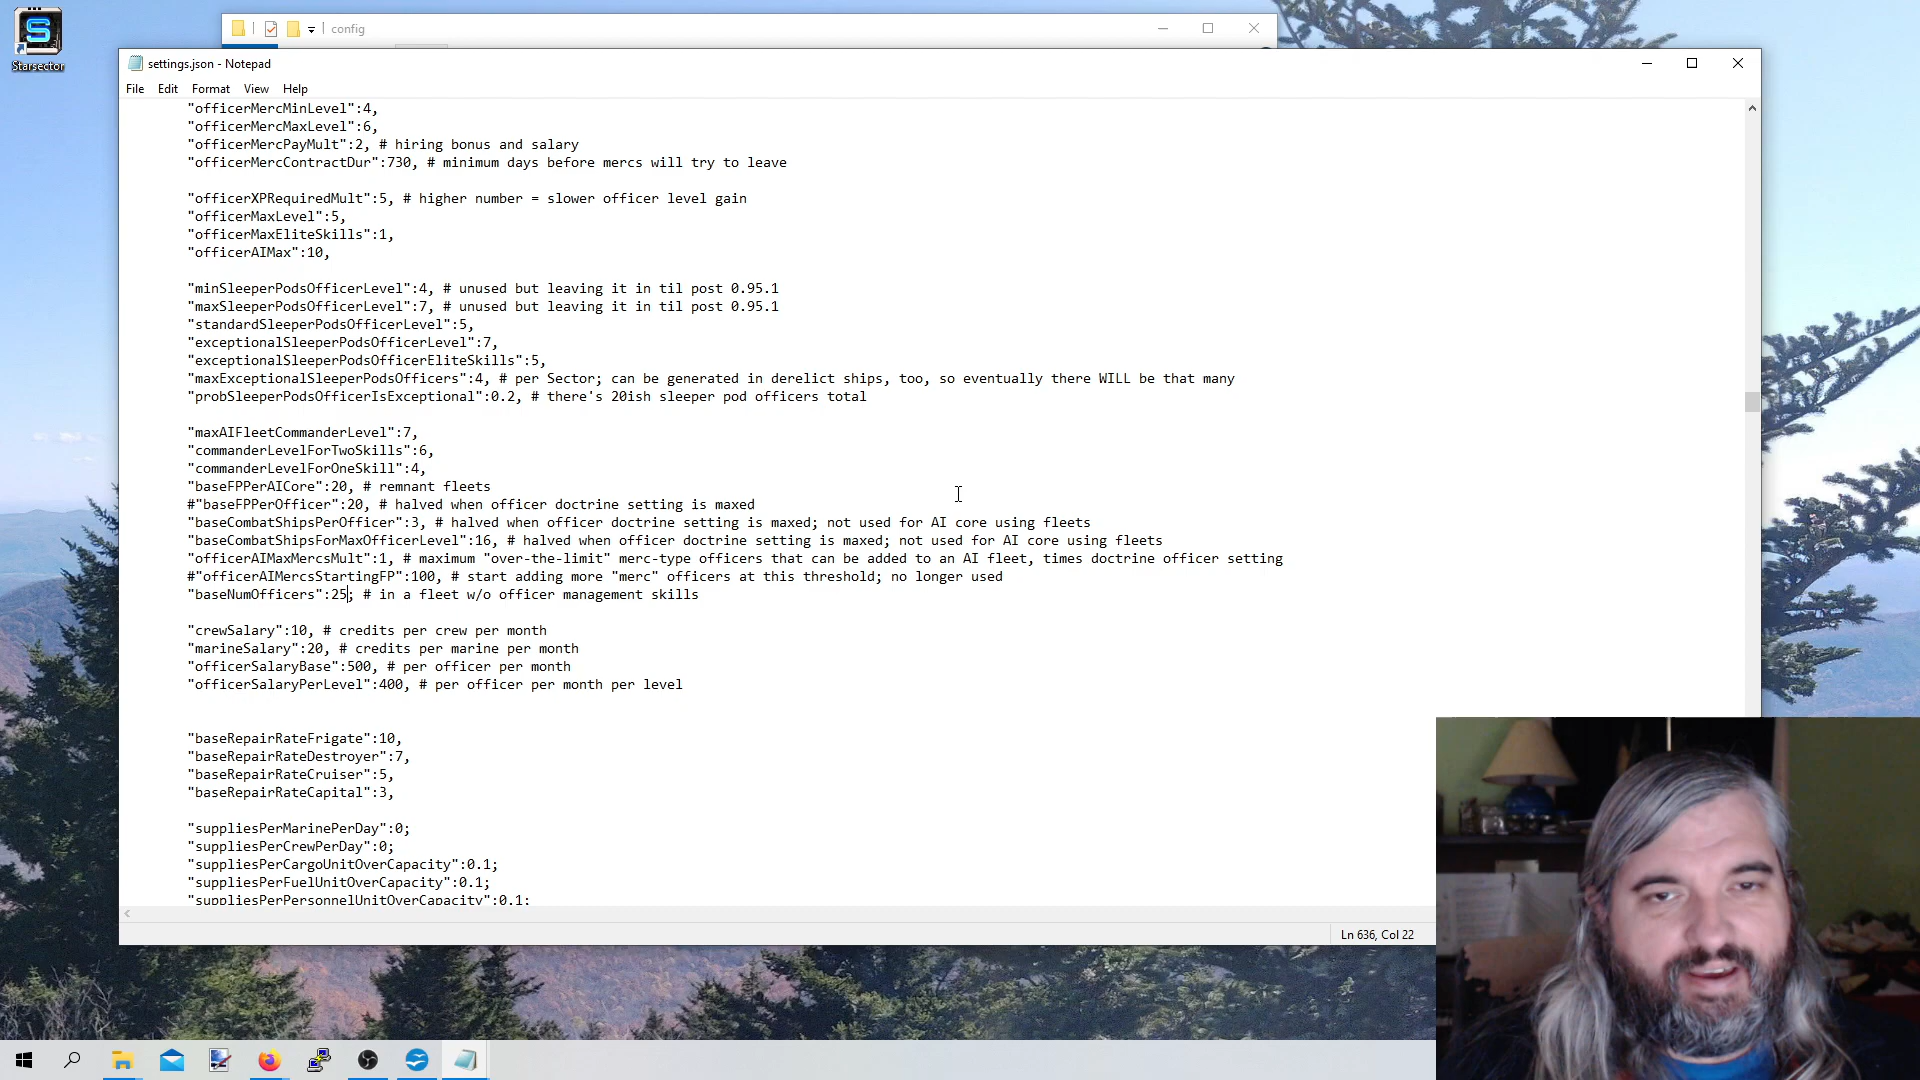 config
Starsector
settings.json - Notepad
File Edit Format View Help
"officerMercMinLevel":4,
"officerMercMaxLevel":6,
"officerMercPayMult":2, # hiring bonus and salary
"officerMercContractDur":730, # minimum days before mercs will try to leave
"officerXPRequiredMult":5, # higher number = slower officer level gain
"officerMaxLevel":5,
"officerMaxEliteSkills":1,
"officerAIMax":10,
"minSleeperPodsOfficerLevel":4, # unused but leaving it in til post 0.95.1
"maxSleeperPodsOfficerLevel":7, # unused but leaving it in til post 0.95.1
"standardSleeperPodsOfficerLevel":5,
"exceptionalSleeperPodsOfficerLevel":7,
"exceptionalSleeperPodsOfficerEliteSkills":5,
"maxExceptionalSleeperPodsOfficers":4, # per Sector; can be generated in derelict ships, too, so eventually there WILL be that many
"probSleeperPodsOfficerIsExceptional":0.2, # there's 20ish sleeper pod officers total
"maxAIFleetCommanderLevel":7,
"commanderLevelForTwoSkills":6,
"commanderLevelForOneSkill":4,
"baseFPPerAICore":20, # remnant fleets
#"baseFPPerOfficer":20, # halved when officer doctrine setting is maxed
"baseCombatShipsPerOfficer":3, # halved when officer doctrine setting is maxed; not used for AI core using fleets
"baseCombatShipsForMaxOfficerLevel":16, # halved when officer doctrine setting is maxed; not used for AI core using fleets
"officerAIMaxMercsMult":1, # maximum "over-the-limit" merc-type officers that can be added to an AI fleet, times doctrine officer setting
#"officerAIMercsStartingFP":100, # start adding more "merc" officers at this threshold; no longer used
"baseNumOfficers":25; # in a fleet w/o officer management skills
"crewSalary":10, # credits per crew per month
"marineSalary":20, # credits per marine per month
"officerSalaryBase":500, # per officer per month
"officerSalaryPerLevel":400, # per officer per month per level
"baseRepairRateFrigate":10,
"baseRepairRateDestroyer":7,
"baseRepairRateCruiser":5,
"baseRepairRateCapital":3,
"suppliesPerMarinePerDay":0;
"suppliesPerCrewPerDay":0;
"suppliesPerCargoUnitOverCapacity":0.1;
"suppliesPerFuelUnitOverCapacity":0.1;
"suppliesPerPersonnelUnitOverCapacity":0.1;
Ln 636, Col 22